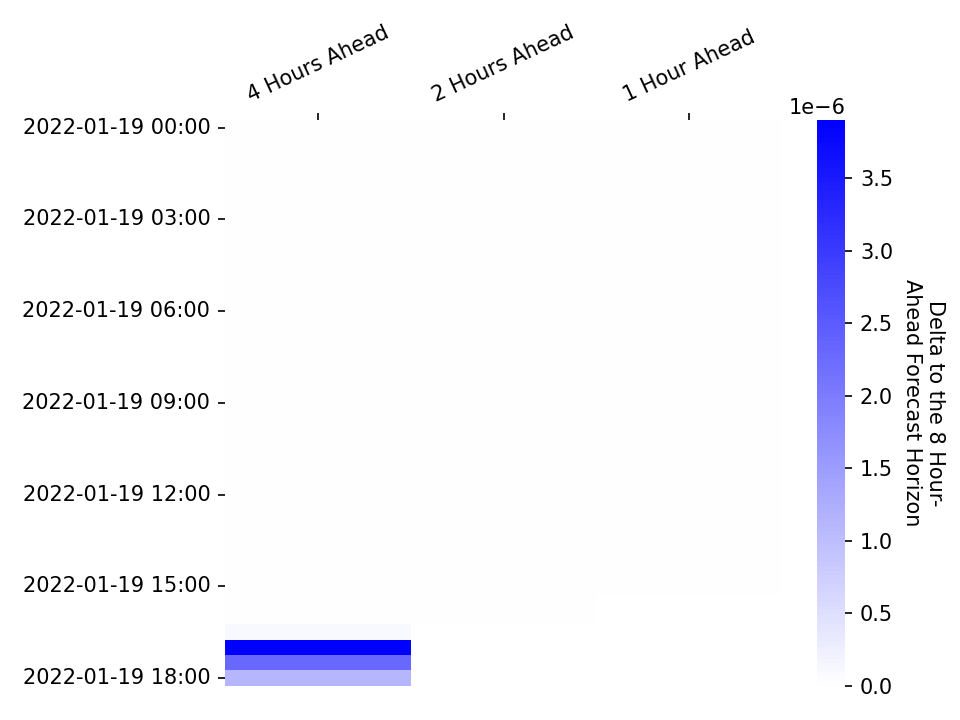 4 Hours Ahead
2 Hours Ahead
1 Hour Ahead
1e−6
2022-01-19 00:00
2022-01-19 03:00
2022-01-19 06:00
2022-01-19 09:00
2022-01-19 12:00
2022-01-19 15:00
2022-01-19 18:00
3.5
3.0
2.5
2.0
1.5
1.0
0.5
0.0
Delta to the 8 Hour-
Ahead Forecast Horizon